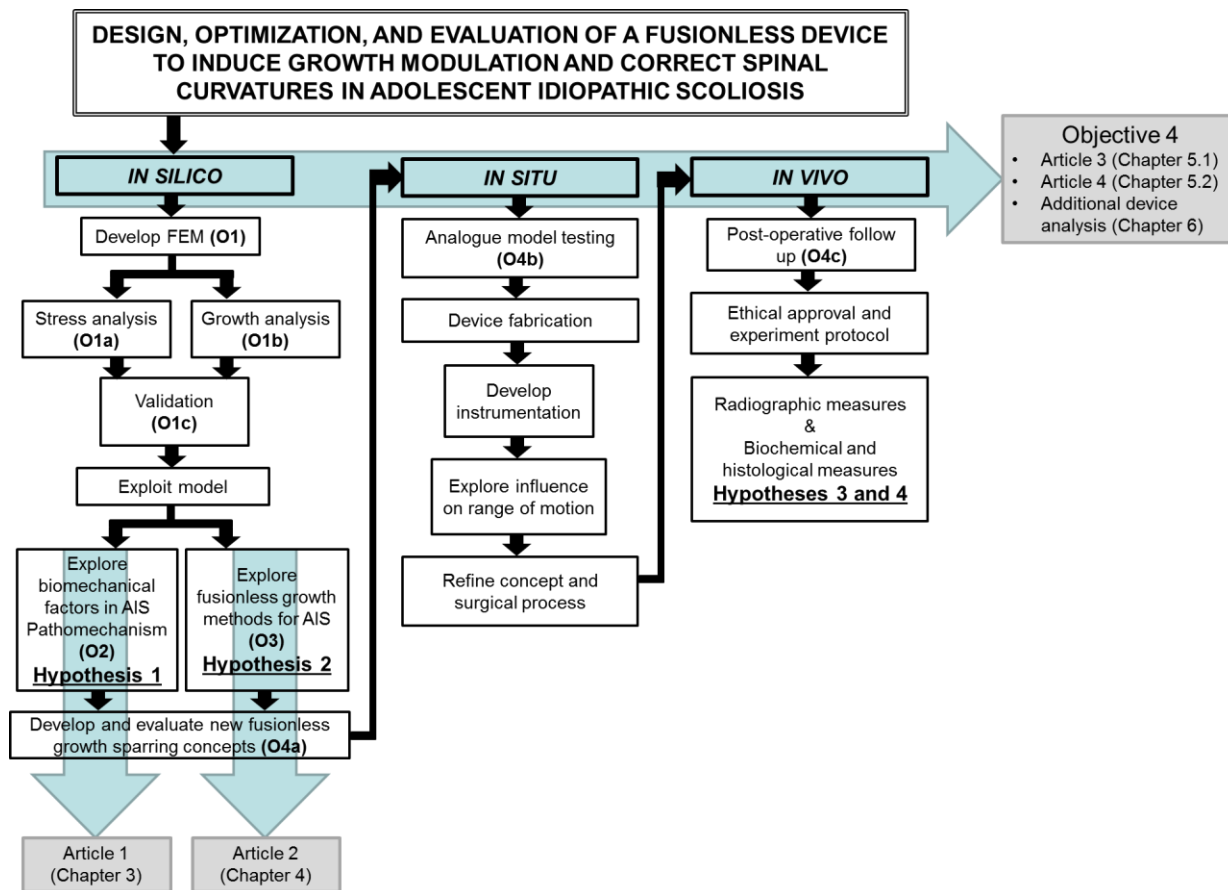 DESIGN, OPTIMIZATION, AND EVALUATION OF A FUSIONLESS DEVICE
TO INDUCE GROWTH MODULATION AND CORRECT SPINAL
CURVATURES IN ADOLESCENT IDIOPATHIC SCOLIOSIS
IN SILICO
Develop FEM (O1)
Stress analysis
(O1a)
Growth analysis
(O1b)
Validation
(O1c)
Exploit model
Explore
biomechanical
factors in AIS
Pathomechanism
(O2)
Hypothesis 1
Explore
fusionless growth
methods for AIS
(O3)
Hypothesis 2
Develop and evaluate new fusionless
growth sparring concepts (O4a)
Article 1
(Chapter 3)
Article 2
(Chapter 4)
IN SITU
Analogue model testing
(O4b)
Device fabrication
Develop
instrumentation
Explore influence
on range of motion
Refine concept and
surgical process
IN VIVO
Post-operative follow
up (O4c)
Ethical approval and
experiment protocol
Radiographic measures
&
Biochemical and
histological measures
Hypotheses 3 and 4
Objective 4
• Article 3 (Chapter 5.1)
• Article 4 (Chapter 5.2)
• Additional device
analysis (Chapter 6)